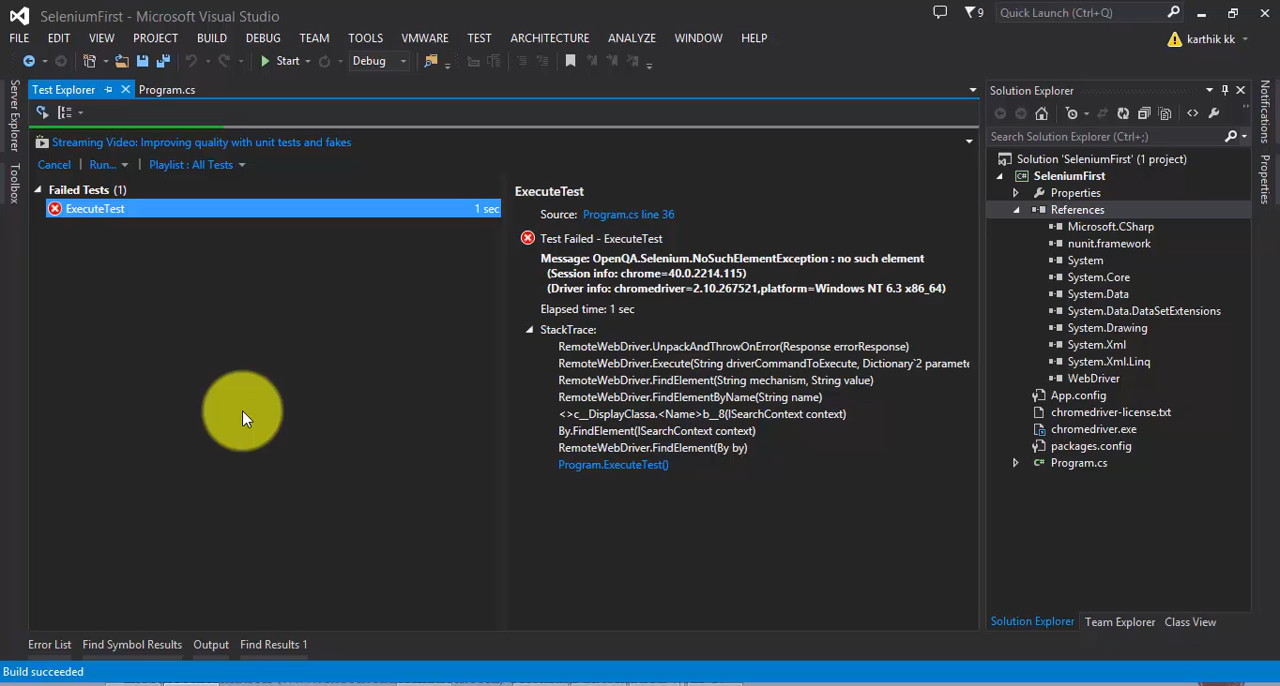 SeleniumFirst - Microsoft Visual Studio
9
Quick Launch (Ctrl+Q)
FILE EDIT VIEW PROJECT BUILD DEBUG TEAM TOOLS VMWARE TEST ARCHITECTURE ANALYZE WINDOW HELP
karthik kk
Start
Debug
Server Explorer
Toolbox
Test Explorer
Program.cs
Streaming Video: Improving quality with unit tests and fakes
Cancel | Run... | Playlist : All Tests
Failed Tests (1)
ExecuteTest 1 sec
ExecuteTest
Source: Program.cs line 36
Test Failed - ExecuteTest
Message: OpenQA.Selenium.NoSuchElementException : no such element
(Session info: chrome=40.0.2214.115)
(Driver info: chromedriver=2.10.267521,platform=Windows NT 6.3 x86_64)
Elapsed time: 1 sec
StackTrace:
RemoteWebDriver.UnpackAndThrowOnError(Response errorResponse)
RemoteWebDriver.Execute(String driverCommandToExecute, Dictionary`2 paramete
RemoteWebDriver.FindElement(String mechanism, String value)
RemoteWebDriver.FindElementByName(String name)
<>c__DisplayClassa.<Name>b__8(ISearchContext context)
By.FindElement(ISearchContext context)
RemoteWebDriver.FindElement(By by)
Program.ExecuteTest()
Solution Explorer
Search Solution Explorer (Ctrl+;)
Solution 'SeleniumFirst' (1 project)
SeleniumFirst
Properties
References
Microsoft.CSharp
nunit.framework
System
System.Core
System.Data
System.Data.DataSetExtensions
System.Drawing
System.Xml
System.Xml.Linq
WebDriver
App.config
chromedriver-license.txt
chromedriver.exe
packages.config
Program.cs
Solution Explorer Team Explorer Class View
Notifications
Properties
Error List Find Symbol Results Output Find Results 1
Build succeeded